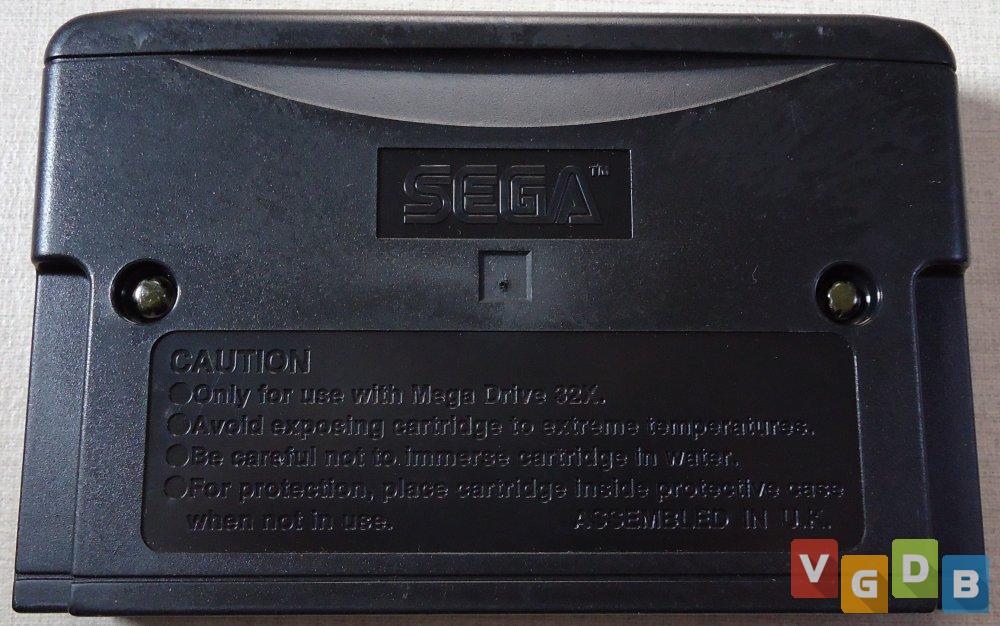 SEGA™
CAUTION
●Only for use with Mega Drive 32X.
●Avoid exposing cartridge to extreme temperatures.
●Be careful not to immerse cartridge in water.
●For protection, place cartridge inside protective case
when not in use. ASSEMBLED IN U.K.
VGDB